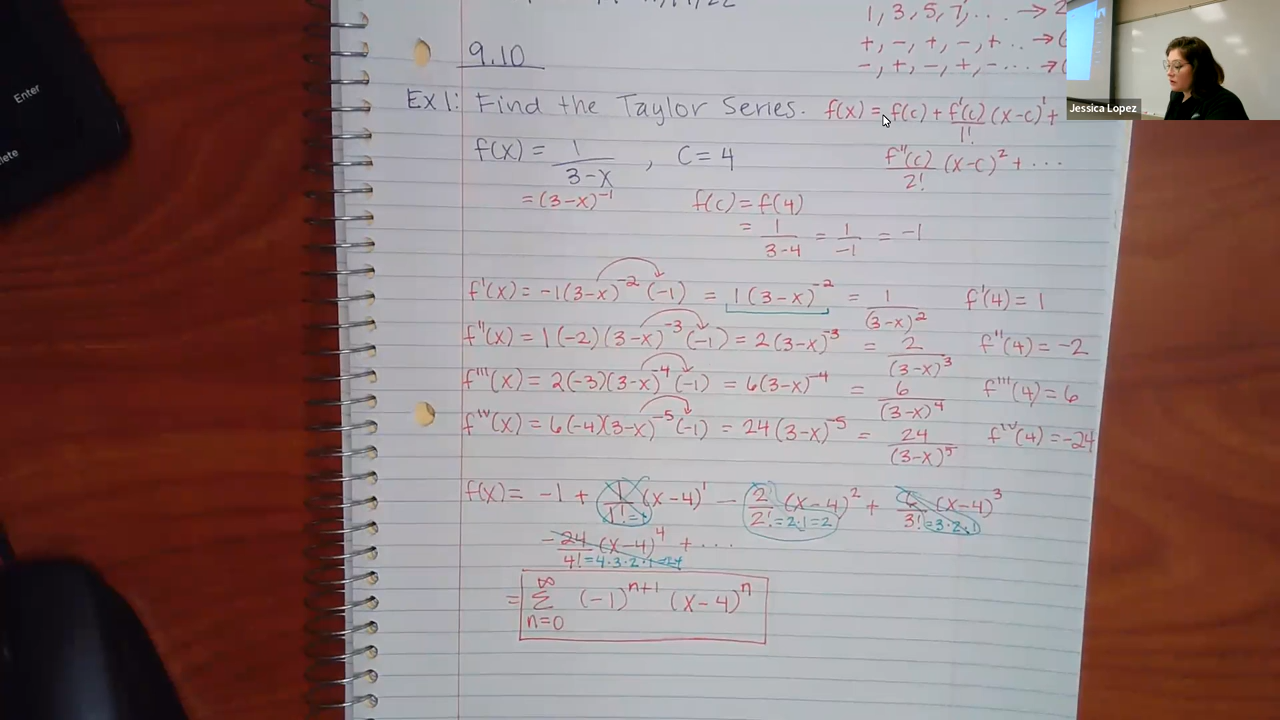 1, 3, 5, 7, ... → 2
+, -, +, -, + .. →
-, +, -, +, -... →
9.10
Ex 1: Find the Taylor Series. f(x) = f(c) + f'(c)/1! (x-c)^1 +
f''(c)/2! (x-c)^2 + ...
f(x) = 1/(3-x), C = 4
= (3-x)^-1
f(c) = f(4)
= 1/(3-4) = 1/-1 = -1
f'(x) = -1(3-x)^-2 (-1) = 1(3-x)^-2 = 1/(3-x)^2 f'(4) = 1
f''(x) = 1(-2)(3-x)^-3 (-1) = 2(3-x)^-3 = 2/(3-x)^3 f''(4) = -2
f'''(x) = 2(-3)(3-x)^-4 (-1) = 6(3-x)^-4 = 6/(3-x)^4 f'''(4) = 6
f''''(x) = 6(-4)(3-x)^-5 (-1) = 24(3-x)^-5 = 24/(3-x)^5 f^IV(4) = -24
f(x) = -1 + 1/1!=1 (x-4)^1 - 2/2!=2·1=2 (x-4)^2 + 6/3!=3·2·1 (x-4)^3
- 24/4!=4·3·2·1=24 (x-4)^4 + ...
= ∞ Σ n=0 (-1)^n+1 (x-4)^n
Enter
Jessica Lopez